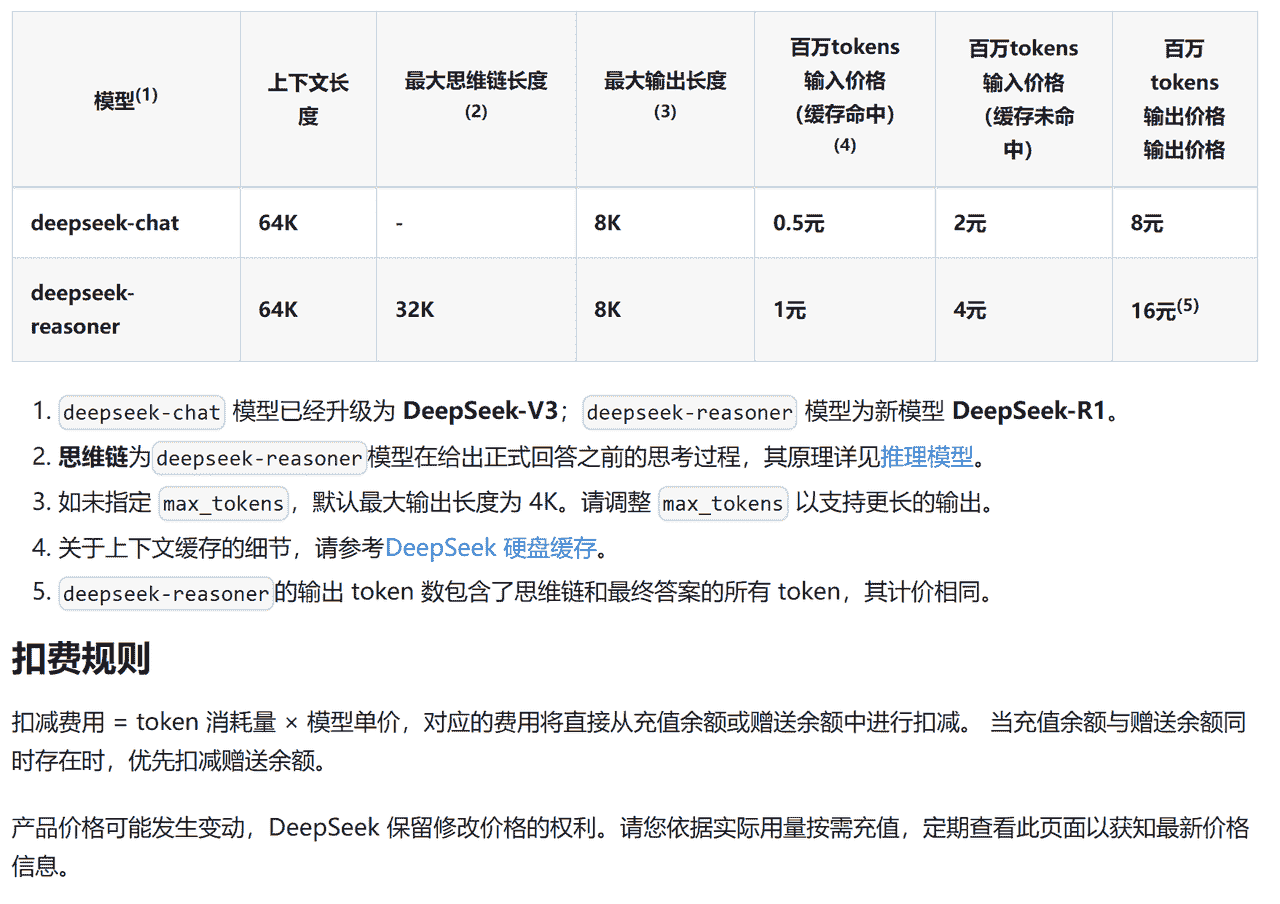 模型(1)
上下文长
度
最大思维链长度
(2)
最大输出长度
(3)
百万tokens
输入价格
（缓存命中）
(4)
百万tokens
输入价格
（缓存未命
中）
百万
tokens
输出价格
输出价格
deepseek-chat
64K
-
8K
0.5元
2元
8元
deepseek-
reasoner
64K
32K
8K
1元
4元
16元(5)
1. deepseek-chat 模型已经升级为 DeepSeek-V3；deepseek-reasoner 模型为新模型 DeepSeek-R1。
2. 思维链为deepseek-reasoner模型在给出正式回答之前的思考过程，其原理详见推理模型。
3. 如未指定 max_tokens，默认最大输出长度为 4K。请调整 max_tokens 以支持更长的输出。
4. 关于上下文缓存的细节，请参考DeepSeek 硬盘缓存。
5. deepseek-reasoner的输出 token 数包含了思维链和最终答案的所有 token，其计价相同。
扣费规则
扣减费用 = token 消耗量 × 模型单价，对应的费用将直接从充值余额或赠送余额中进行扣减。 当充值余额与赠送余额同
时存在时，优先扣减赠送余额。
产品价格可能发生变动，DeepSeek 保留修改价格的权利。请您依据实际用量按需充值，定期查看此页面以获知最新价格
信息。